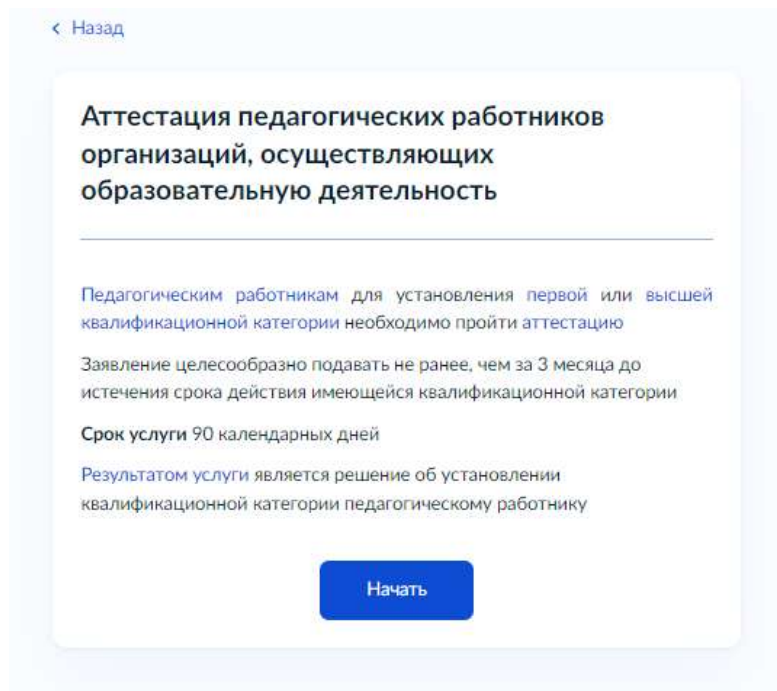 Назад
Аттестация педагогических работников
организаций, осуществляющих
образовательную деятельность
Педагогическим работникам для установления первой или высшей
квалификационной категории необходимо пройти аттестацию
Заявление целесообразно подавать не ранее, чем за 3 месяца до
истечения срока действия имеющейся квалификационной категории
Срок услуги 90 календарных дней
Результатом услуги является решение об установлении
квалификационной категории педагогическому работнику
Начать